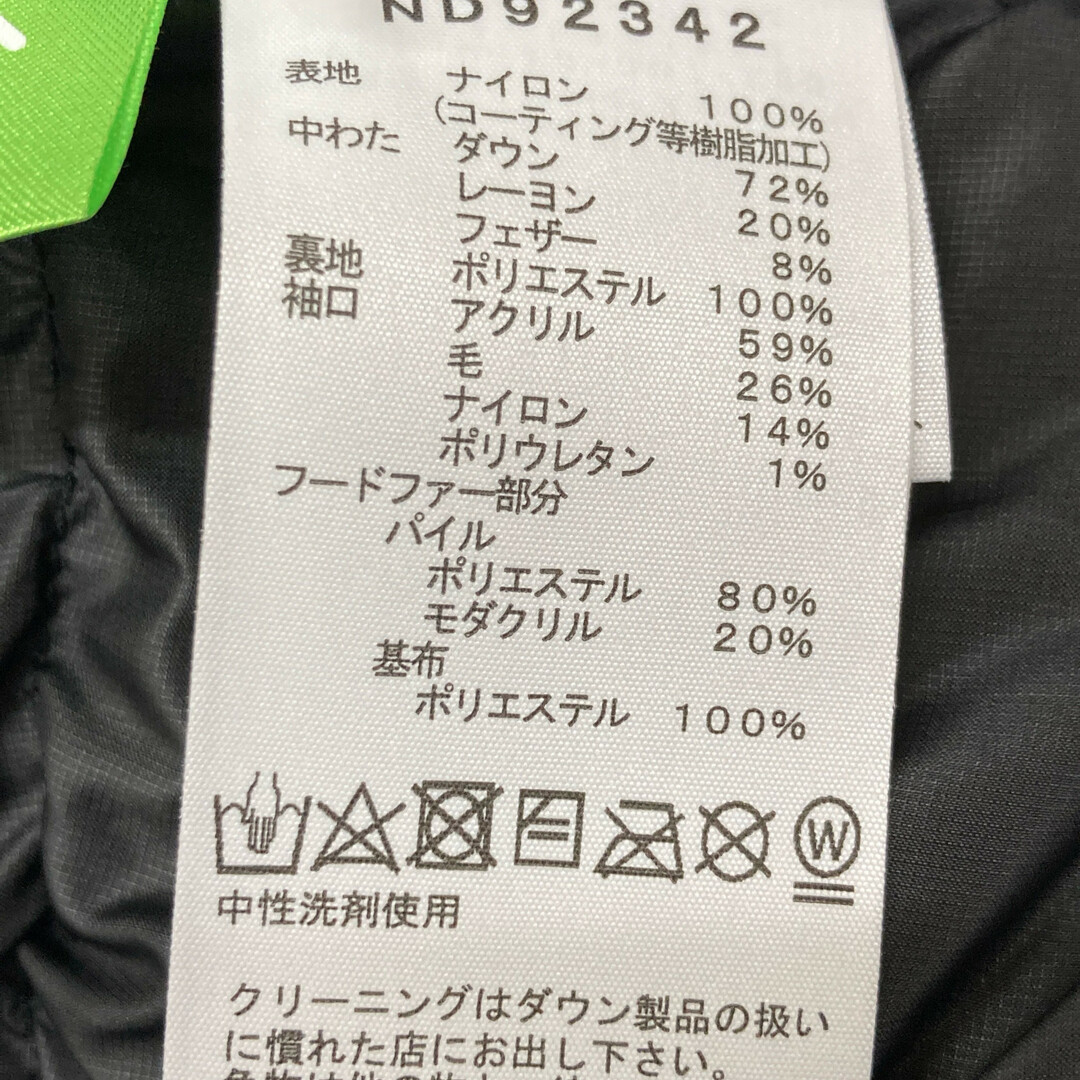 ND92342
表地 ナイロン 100%
(コーティング等樹脂加工)
中わた ダウン 72%
レーヨン 20%
フェザー 8%
裏地 ポリエステル 100%
袖口 アクリル 59%
毛 26%
ナイロン 14%
ポリウレタン 1%
フードファー部分
パイル
ポリエステル 80%
モダクリル 20%
基布
ポリエステル 100%
W
中性洗剤使用
クリーニングはダウン製品の扱い
に慣れた店にお出し下さい。